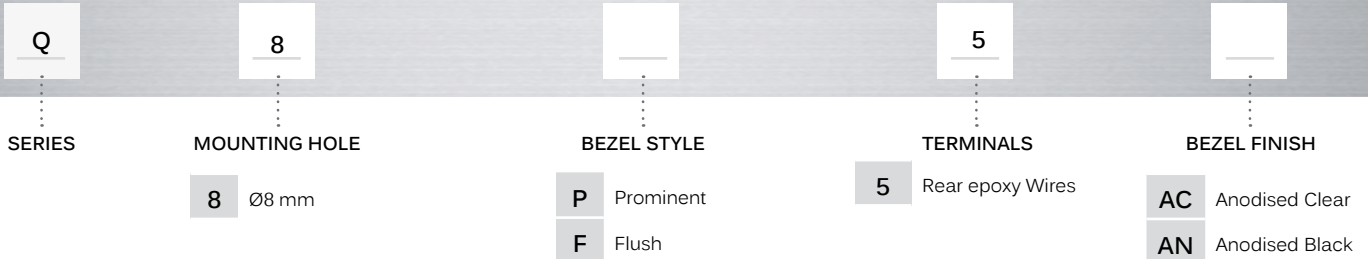 Q 8 5
SERIES MOUNTING HOLE BEZEL STYLE TERMINALS BEZEL FINISH
8 Ø8 mm
P Prominent
F Flush
5 Rear epoxy Wires
AC Anodised Clear
AN Anodised Black